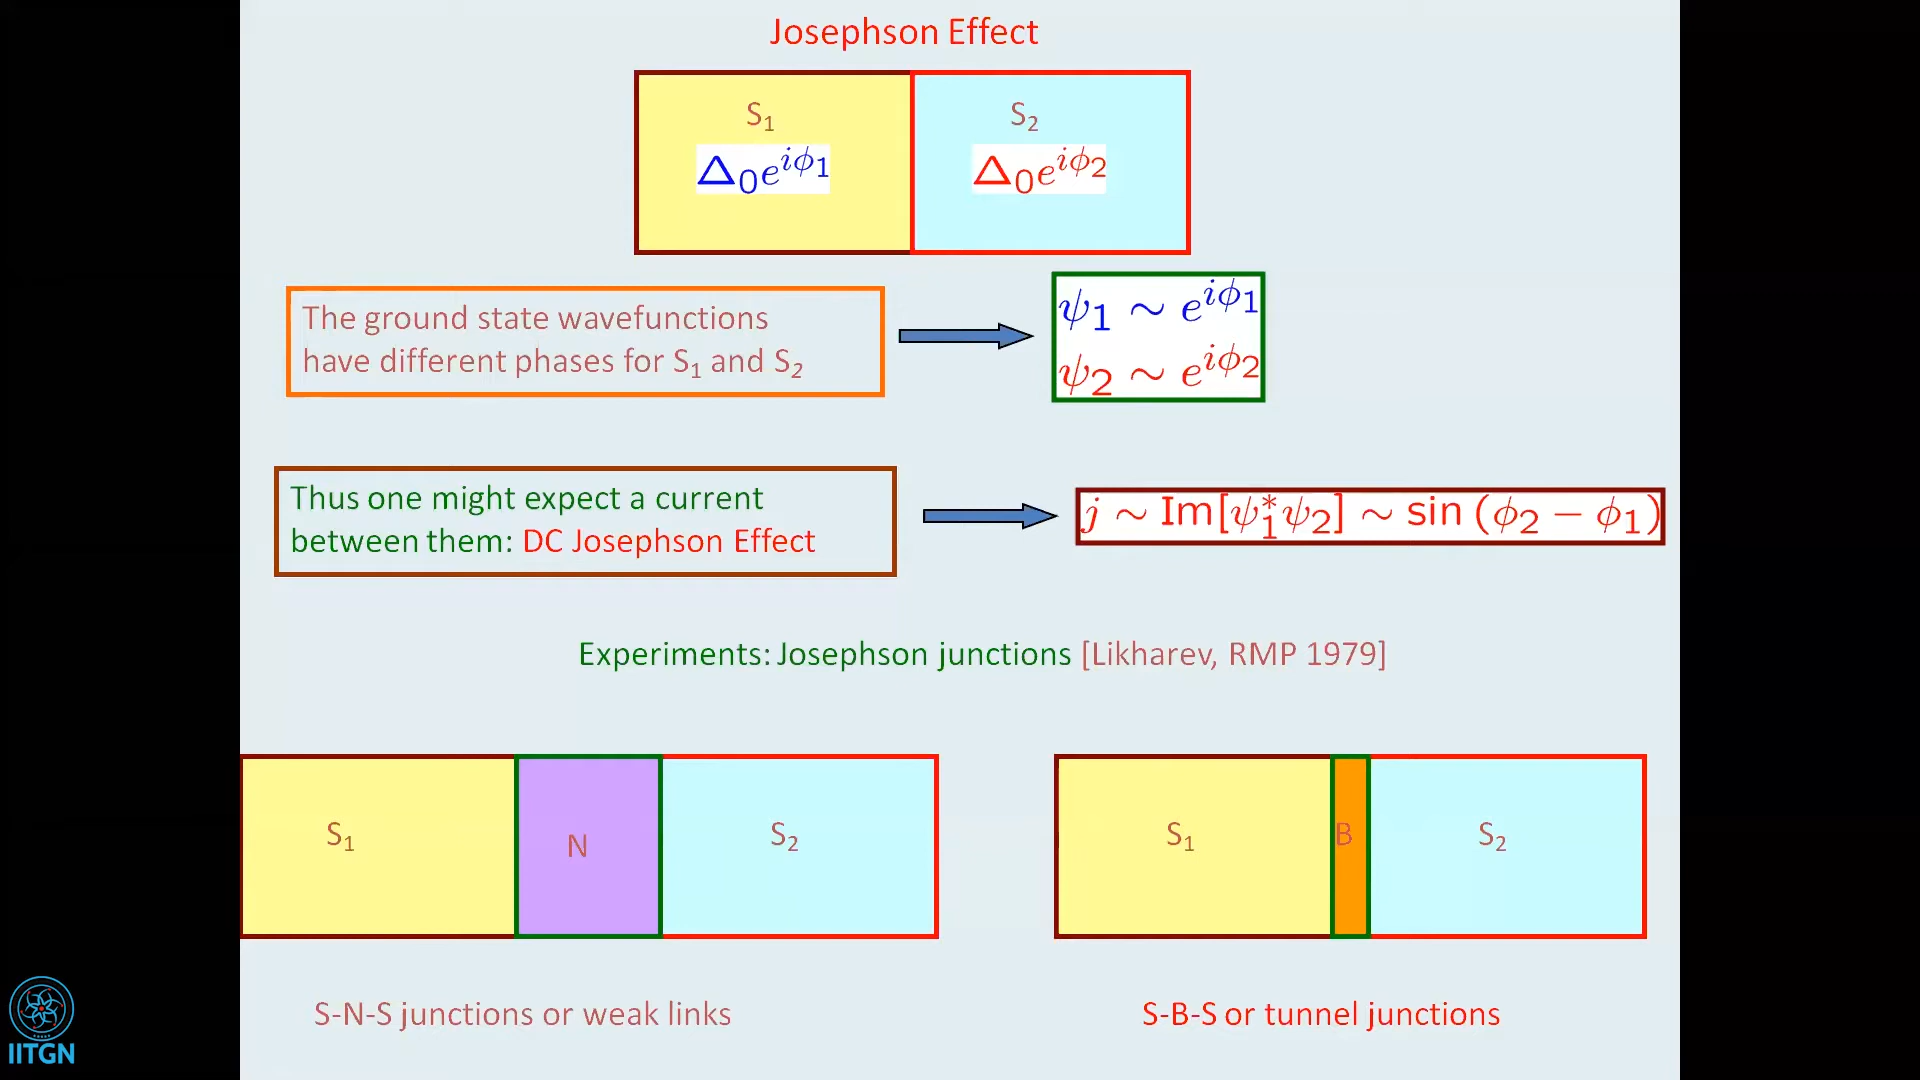 Josephson Effect
S₁ S₂
Δ₀e^{iϕ₁} Δ₀e^{iϕ₂}
The ground state wavefunctions
have different phases for S₁ and S₂
ψ₁ ∼ e^{iϕ₁}
ψ₂ ∼ e^{iϕ₂}
Thus one might expect a current
between them: DC Josephson Effect
j ∼ Im[ψ₁*ψ₂] ∼ sin (ϕ₂ − ϕ₁)
Experiments: Josephson junctions [Likharev, RMP 1979]
S₁ N S₂
S₁ B S₂
S-N-S junctions or weak links
S-B-S or tunnel junctions
IITGN